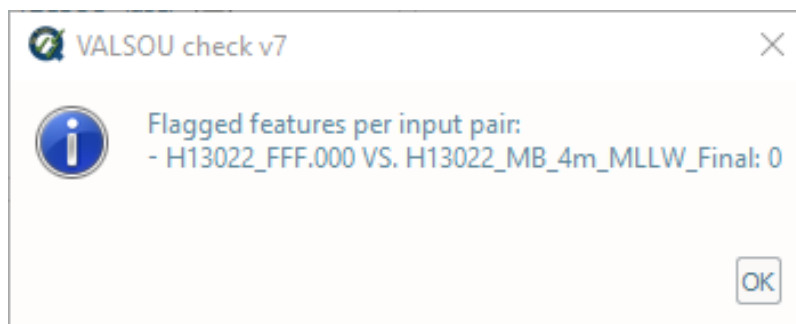 VALSOU check v7
Flagged features per input pair:
- H13022_FFF.000 VS. H13022_MB_4m_MLLW_Final: 0
OK